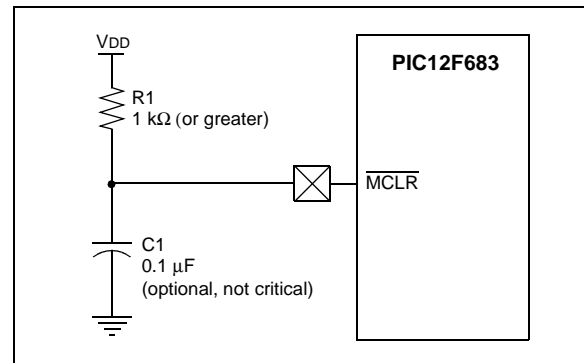 VDD
PIC12F683
R1
1 kΩ (or greater)
MCLR
C1
0.1 μF
(optional, not critical)